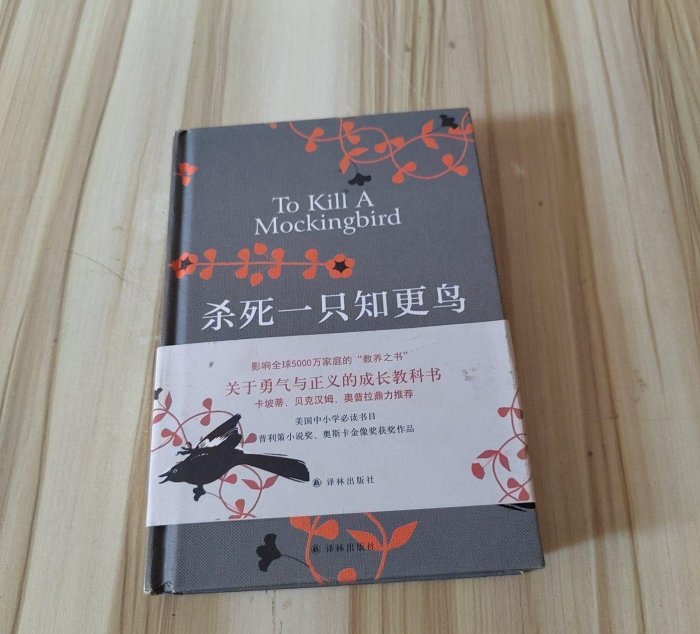 To Kill A
Mockingbird
杀死一只知更鸟
影响全球5000万家庭的“教养之书”
关于勇气与正义的成长教科书
卡坡蒂、贝克汉姆、奥普拉鼎力推荐
美国中小学必读书目
普利策小说奖、奥斯卡金像奖获奖作品
译林出版社
译林出版社